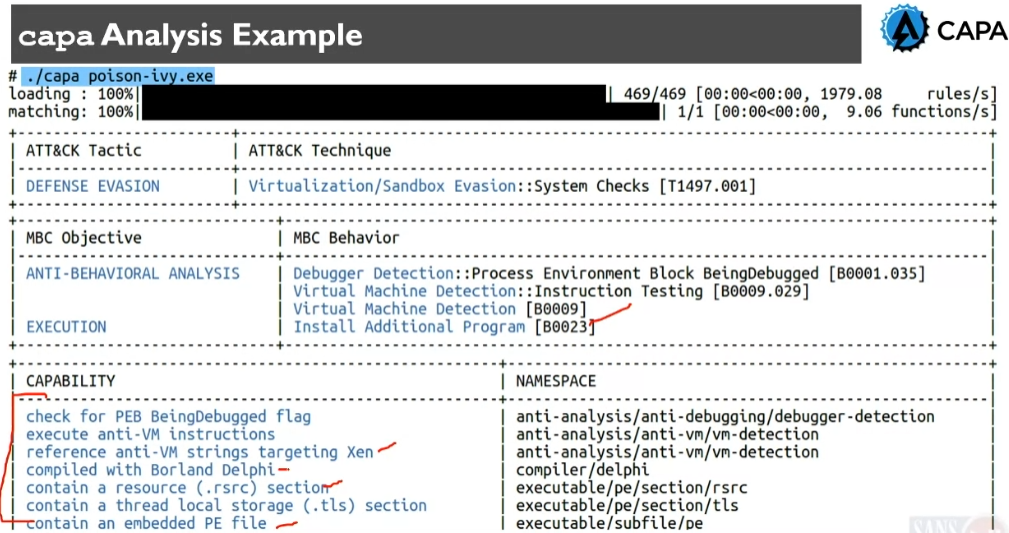 capa Analysis Example
CAPA
# ./capa poison-ivy.exe
loading : 100%| | 469/469 [00:00<00:00, 1979.08 rules/s]
matching: 100%| | 1/1 [00:00<00:00, 9.06 functions/s]
ATT&CK Tactic | ATT&CK Technique
DEFENSE EVASION | Virtualization/Sandbox Evasion::System Checks [T1497.001]
MBC Objective | MBC Behavior
ANTI-BEHAVIORAL ANALYSIS | Debugger Detection::Process Environment Block BeingDebugged [B0001.035]
Virtual Machine Detection::Instruction Testing [B0009.029]
Virtual Machine Detection [B0009]
EXECUTION | Install Additional Program [B0023]
CAPABILITY | NAMESPACE
check for PEB BeingDebugged flag | anti-analysis/anti-debugging/debugger-detection
execute anti-VM instructions | anti-analysis/anti-vm/vm-detection
reference anti-VM strings targeting Xen | anti-analysis/anti-vm/vm-detection
compiled with Borland Delphi | compiler/delphi
contain a resource (.rsrc) section | executable/pe/section/rsrc
contain a thread local storage (.tls) section | executable/pe/section/tls
contain an embedded PE file | executable/subfile/pe
SANS